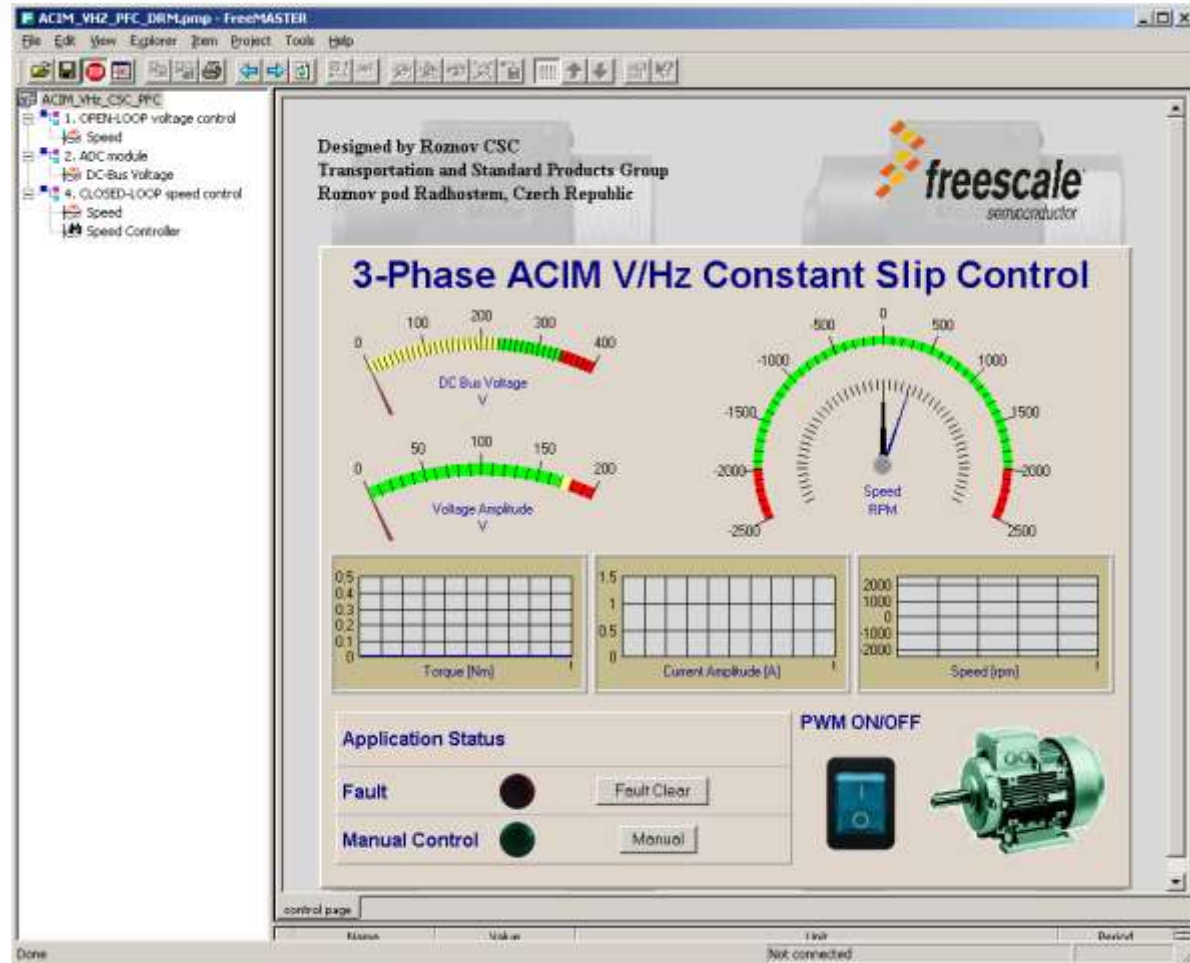 ACIM_VHZ_PFC_DRM.pmp - FreeMASTER
File Edit View Explorer Item Project Tools Help
ACIM_VHz_CSC_PFC
1. OPEN-LOOP voltage control
Speed
2. ADC module
DC-Bus Voltage
4. CLOSED-LOOP speed control
Speed
Speed Controller
Designed by Roznov CSC
Transportation and Standard Products Group
Roznov pod Radhostem, Czech Republic
freescale
semiconductor
3-Phase ACIM V/Hz Constant Slip Control
0 100 200 300 400
DC Bus Voltage
V
0 50 100 150 200
Voltage Amplitude
V
-2500 -2000 -1500 -1000 -500 0 500 1000 1500 2000 2500
Speed
RPM
0.5
0.4
0.3
0.2
0.1
0
Torque [Nm]
1
1.5
1
0.5
0
Current Amplitude [A]
1
2000
1000
0
-1000
-2000
Speed [rpm]
1
Application Status
Fault
Fault Clear
Manual Control
Manual
PWM ON/OFF
I
O
control page
Name Value Unit Period
Done
Not connected